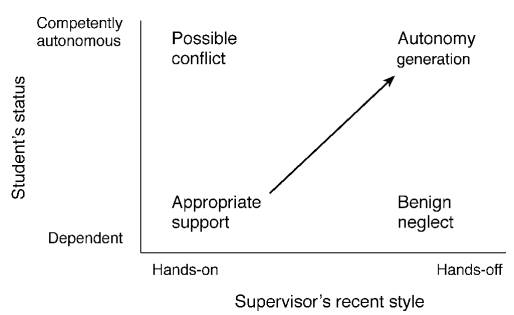 Competently
autonomous
Possible
conflict
Autonomy
generation
Student's status
Appropriate
support
Benign
neglect
Dependent
Hands-on
Hands-off
Supervisor's recent style